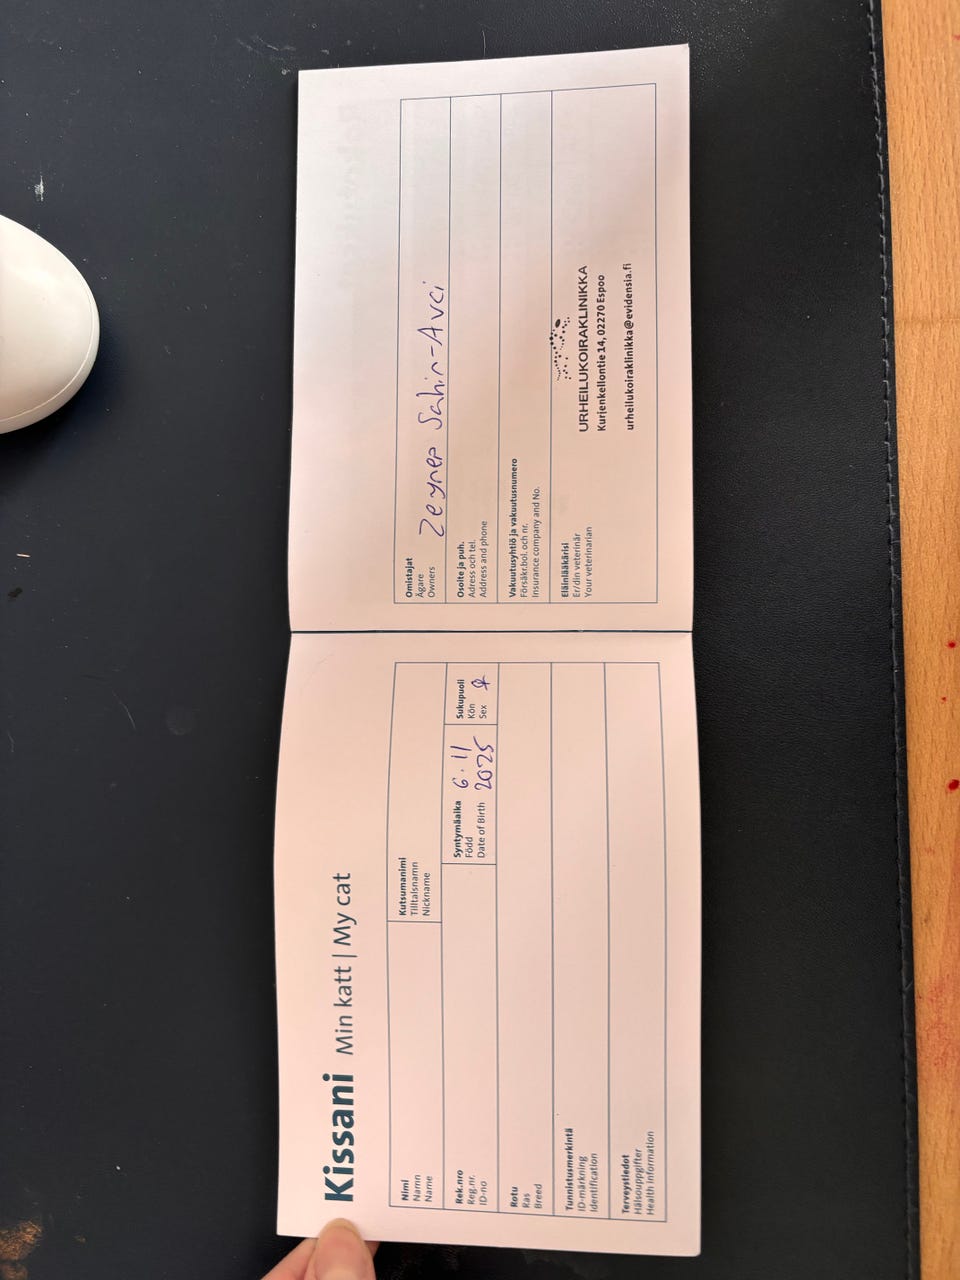 Kissani Min katt | My cat
Nimi
Namn
Name
Kutsumanimi
Tilltalsnamn
Nickname
Rek.nro
Reg.nr.
ID-no
Syntymäaika
Född
Date of Birth
6.11
2025
Sukupuoli
Kön
Sex
♀
Rotu
Ras
Breed
Tunnistusmerkintä
ID-märkning
Identification
Terveystiedot
Hälsouppgifter
Health Information
Omistajat
Ägare
Owners
Zeynep Sahin-Avci
Osoite ja puh.
Adress och tel.
Address and phone
Vakuutusyhtiö ja vakuutusnumero
Försäkr.bol. och nr.
Insurance company and No.
Eläinlääkärisi
Er/din veterinär
Your veterinarian
URHEILUKOIRAKLINIKKA
Kurjenkellontie 14, 02270 Espoo
urheilukoiraklinikka@evidensia.fi